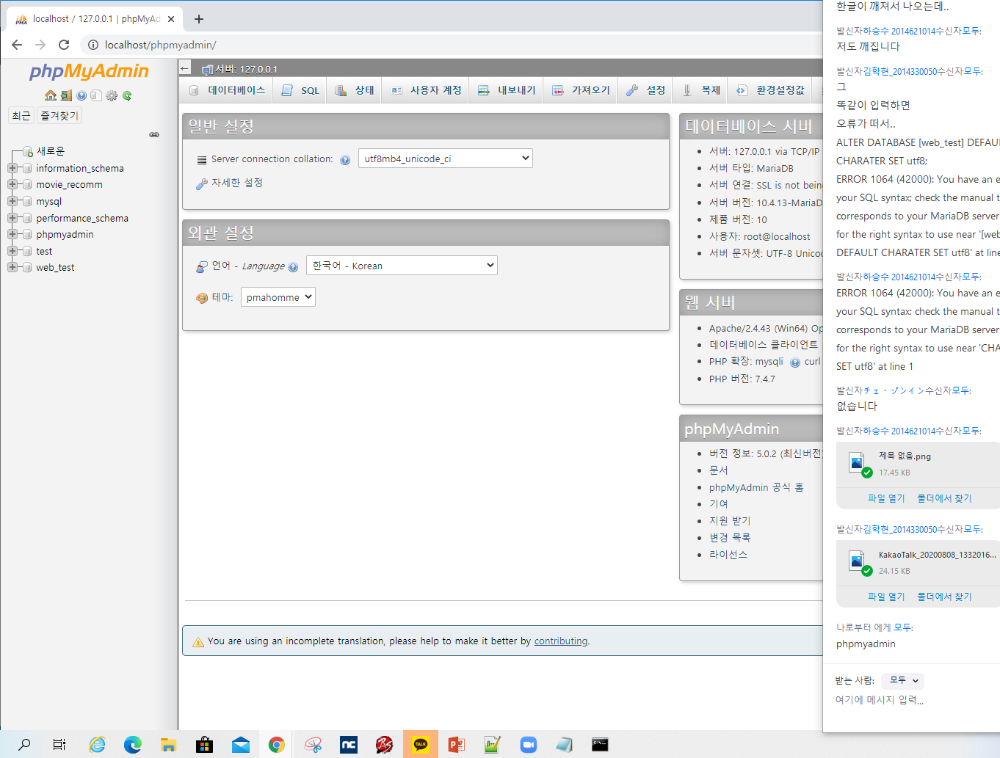 localhost / 127.0.0.1 | phpMyAd
localhost/phpmyadmin/
phpMyAdmin
최근 즐겨찾기
새로운
information_schema
movie_recomm
mysql
performance_schema
phpmyadmin
test
web_test
서버: 127.0.0.1
데이터베이스 SQL 상태 사용자 계정 내보내기 가져오기 설정 복제 환경설정값
일반 설정
Server connection collation: utf8mb4_unicode_ci
자세한 설정
외관 설정
언어 - Language 한국어 - Korean
테마: pmahomme
데이터베이스 서버
서버: 127.0.0.1 via TCP/IP
서버 타입: MariaDB
서버 연결: SSL is not bein
서버 버전: 10.4.13-MariaD
제품 버전: 10
사용자: root@localhost
서버 문자셋: UTF-8 Unico
웹 서버
Apache/2.4.43 (Win64) Op
데이터베이스 클라이언트
PHP 확장: mysqli curl
PHP 버전: 7.4.7
phpMyAdmin
버전 정보: 5.0.2 (최신버전)
문서
phpMyAdmin 공식 홈
기여
지원 받기
변경 목록
라이선스
You are using an incomplete translation, please help to make it better by contributing.
한글이 깨져서 나오는데..
발신자하승수 2014621014수신자모두:
저도 깨집니다
발신자김학현_2014330050수신자모두:
그
똑같이 입력하면
오류가 떠서..
ALTER DATABASE [web_test] DEFAU
CHARATER SET utf8;
ERROR 1064 (42000): You have an e
your SQL syntax; check the manual t
corresponds to your MariaDB server
for the right syntax to use near '[web
DEFAULT CHARATER SET utf8' at line
발신자하승수 2014621014수신자모두:
ERROR 1064 (42000): You have an e
your SQL syntax; check the manual t
corresponds to your MariaDB server
for the right syntax to use near 'CHA
SET utf8' at line 1
발신자チェ・ゾンイン수신자모두:
없습니다
발신자하승수 2014621014수신자모두:
제목 없음.png
17.45 KB
파일 열기 폴더에서 찾기
발신자김학현_2014330050수신자모두:
KakaoTalk_20200808_1332016...
24.15 KB
파일 열기 폴더에서 찾기
나로부터 에게 모두:
phpmyadmin
받는 사람: 모두
여기에 메시지 입력...
TALK